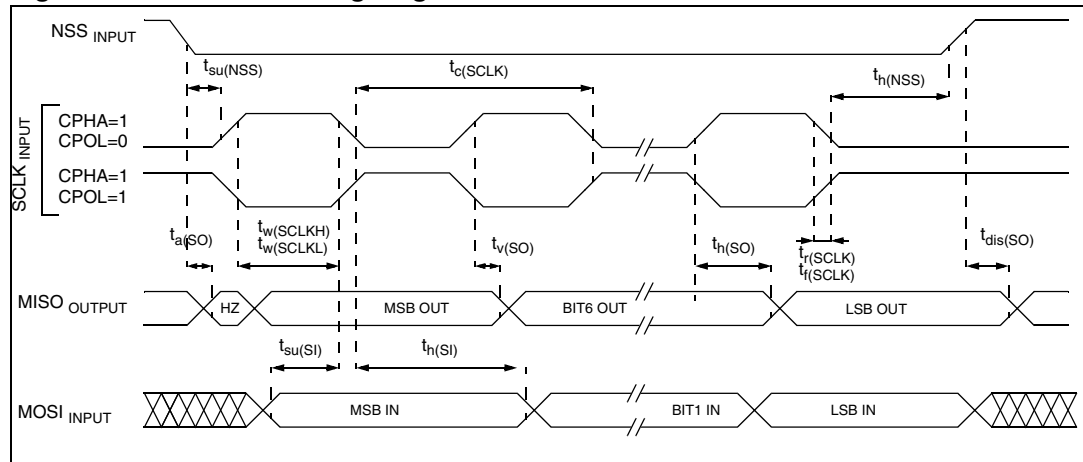 NSS INPUT
tsu(NSS)
tc(SCLK)
th(NSS)
SCLK INPUT
CPHA=1
CPOL=0
CPHA=1
CPOL=1
ta(SO)
tw(SCLKH)
tw(SCLKL)
tv(SO)
th(SO)
tr(SCLK)
tf(SCLK)
tdis(SO)
MISO OUTPUT
HZ
MSB OUT
BIT6 OUT
LSB OUT
tsu(SI)
th(SI)
MOSI INPUT
MSB IN
BIT1 IN
LSB IN